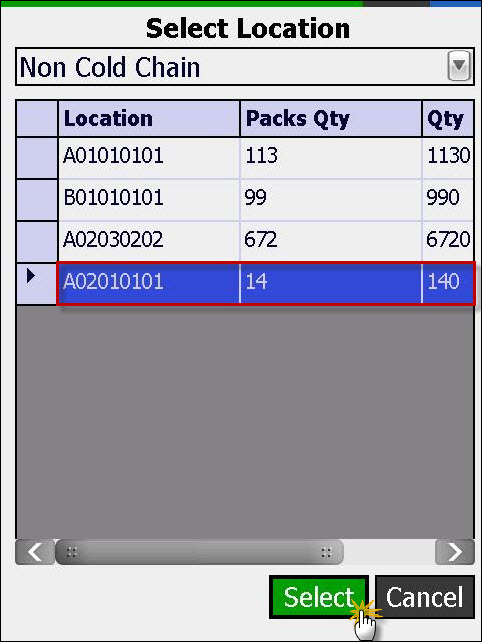 Select Location
Non Cold Chain
Location Packs Qty Qty
A01010101 113 1130
B01010101 99 990
A02030202 672 6720
A02010101 14 140
Select Cancel